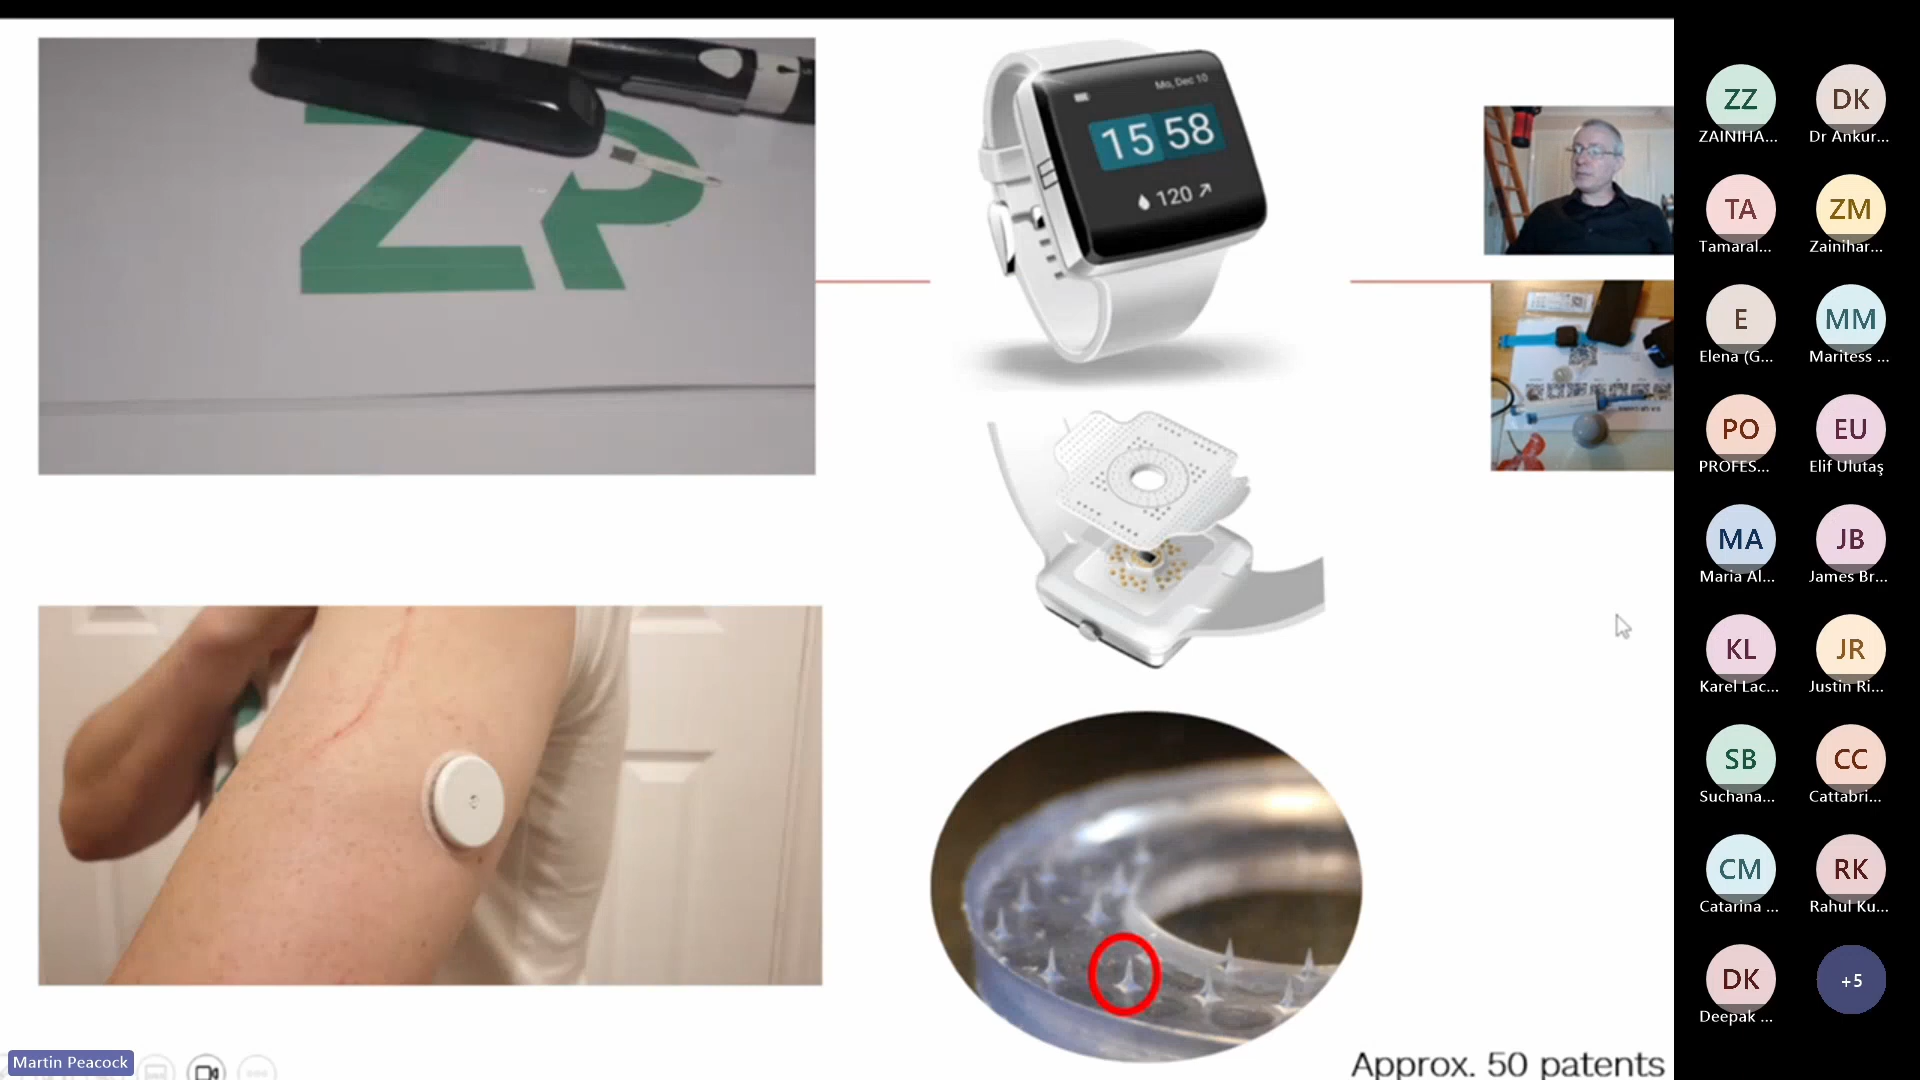 ZP
Mo, Dec 10
15 58
120
Approx. 50 patents
Martin Peacock
ZZ
ZAINIHA...
DK
Dr Ankur...
TA
Tamaral...
ZM
Zainihar...
E
Elena (G...
MM
Maritess ...
PO
PROFES...
EU
Elif Ulutaş
MA
Maria Al...
JB
James Br...
KL
Karel Lac...
JR
Justin Ri...
SB
Suchana...
CC
Cattabri...
CM
Catarina ...
RK
Rahul Ku...
DK
Deepak ...
+5